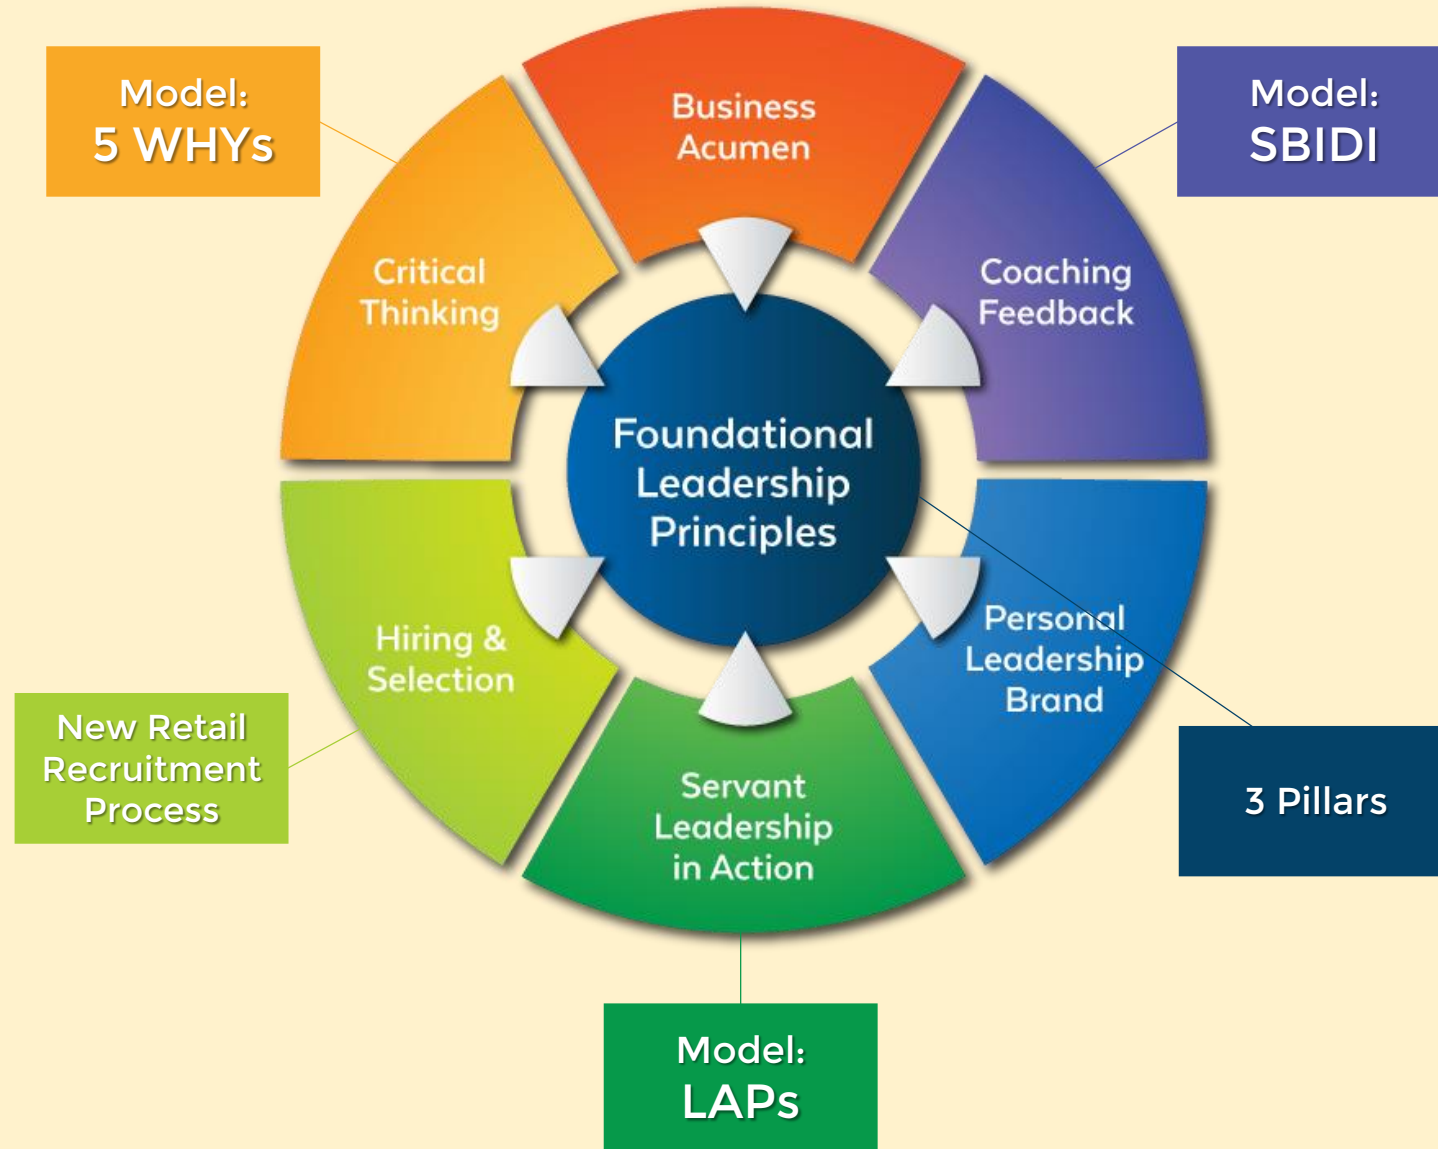 Model:
5 WHYs
Business
Acumen
Model:
SBIDI
Critical
Thinking
Coaching
Feedback
Foundational
Leadership
Principles
Hiring &
Selection
Personal
Leadership
Brand
New Retail
Recruitment
Process
Servant
Leadership
in Action
3 Pillars
Model:
LAPs